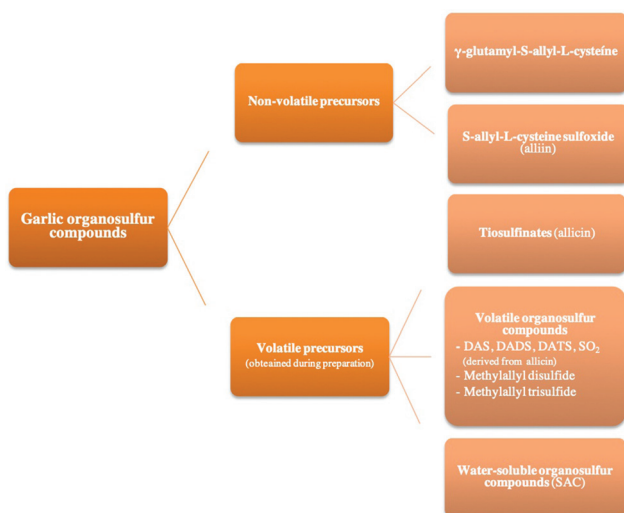 Garlic organosulfur
compounds
Non-volatile precursors
γ-glutamyl-S-allyl-L-cysteíne
S-allyl-L-cysteine sulfoxide
(alliin)
Volatile precursors
(obteained during preparation)
Tiosulfinates (allicin)
Volatile organosulfur
compounds
- DAS, DADS, DATS, SO₂
(derived from allicin)
- Methylallyl disulfide
- Methylallyl trisulfide
Water-soluble organosulfur
compounds (SAC)